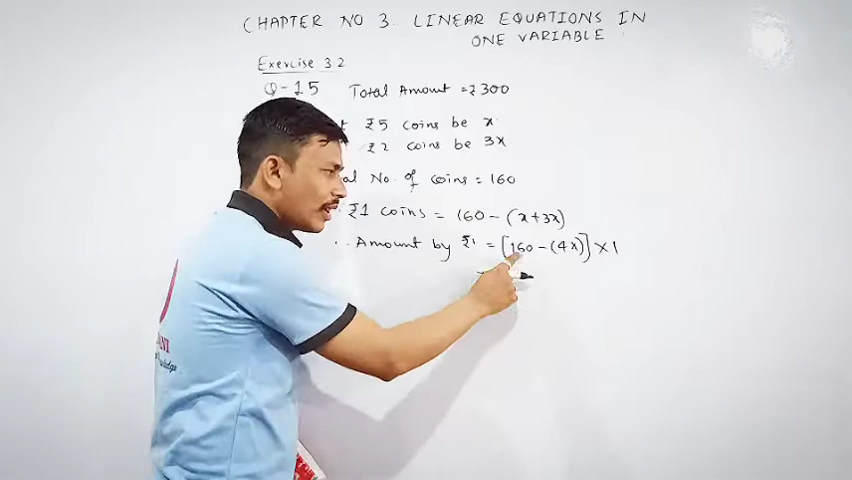 CHAPTER NO 3. LINEAR EQUATIONS IN
ONE VARIABLE
Exercise 3.2
Q-15 Total Amount = ₹300
₹5 coins be x
₹2 coins be 3x
No. of coins = 160
₹1 coins = 160 - (x+3x)
∴ Amount by ₹1 = [160-(4x)]×1